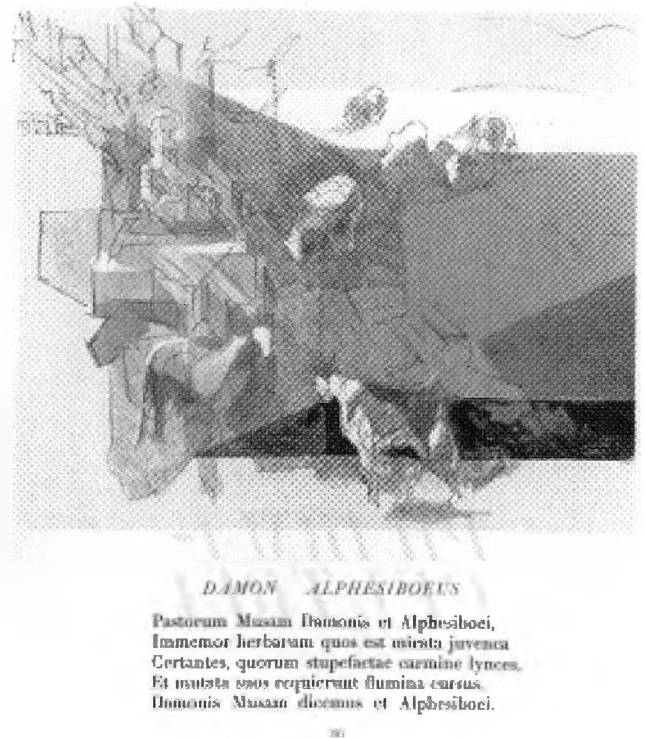 DAMON ALPHESIBOEUS
Pastorum Musam Damonis et Alphesiboei,
Immemor herbarum quos est mirata juvenca
Certantes, quorum stupefactae carmine lynces,
Et mutata suos requierunt flumina cursus.
Damonis Musam dicemus et Alphesiboei.